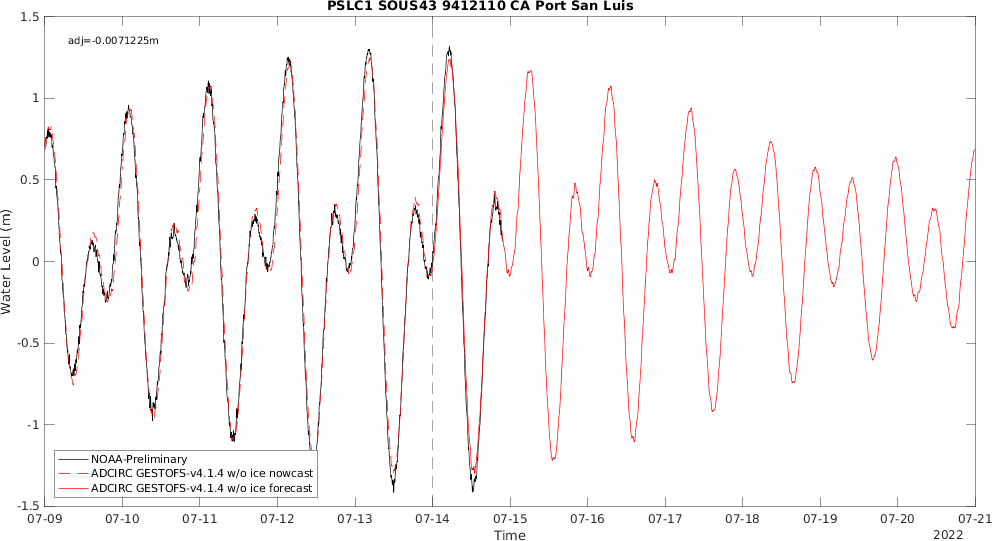 PSLC1 SOUS43 9412110 CA Port San Luis
adj=-0.0071225m
1.5
1
0.5
0
-0.5
-1
-1.5
Water Level (m)
NOAA-Preliminary
ADCIRC GESTOFS-v4.1.4 w/o ice nowcast
ADCIRC GESTOFS-v4.1.4 w/o ice forecast
07-09 07-10 07-11 07-12 07-13 07-14 07-15 07-16 07-17 07-18 07-19 07-20 07-21
Time
2022